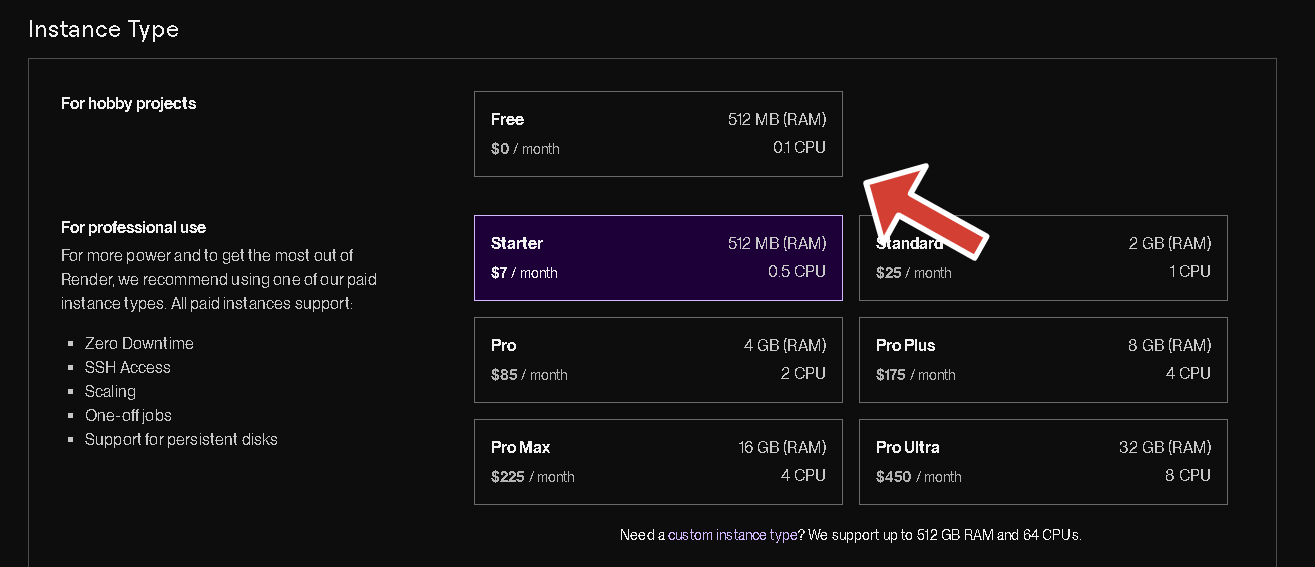 Instance Type
For hobby projects
Free 512 MB (RAM)
$0 / month 0.1 CPU
For professional use
For more power and to get the most out of
Render, we recommend using one of our paid
instance types. All paid instances support:
▪ Zero Downtime
▪ SSH Access
▪ Scaling
▪ One-off jobs
▪ Support for persistent disks
Starter 512 MB (RAM)
$7 / month 0.5 CPU
Standard 2 GB (RAM)
$25 / month 1 CPU
Pro 4 GB (RAM)
$85 / month 2 CPU
Pro Plus 8 GB (RAM)
$175 / month 4 CPU
Pro Max 16 GB (RAM)
$225 / month 4 CPU
Pro Ultra 32 GB (RAM)
$450 / month 8 CPU
Need a custom instance type? We support up to 512 GB RAM and 64 CPUs.